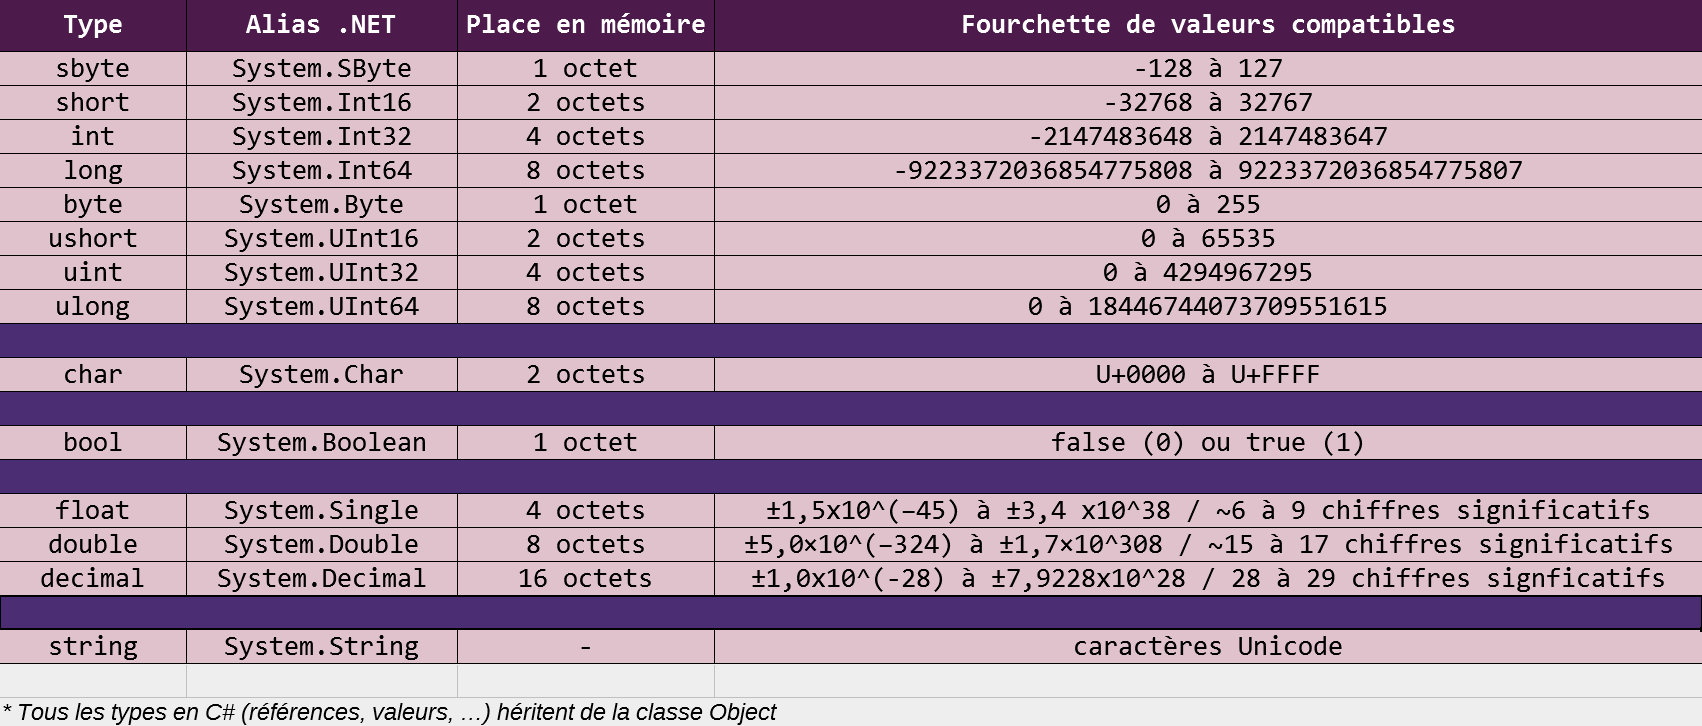 Type Alias .NET Place en mémoire Fourchette de valeurs compatibles
sbyte System.SByte 1 octet -128 à 127
short System.Int16 2 octets -32768 à 32767
int System.Int32 4 octets -2147483648 à 2147483647
long System.Int64 8 octets -9223372036854775808 à 9223372036854775807
byte System.Byte 1 octet 0 à 255
ushort System.UInt16 2 octets 0 à 65535
uint System.UInt32 4 octets 0 à 4294967295
ulong System.UInt64 8 octets 0 à 18446744073709551615
char System.Char 2 octets U+0000 à U+FFFF
bool System.Boolean 1 octet false (0) ou true (1)
float System.Single 4 octets ±1,5x10^(–45) à ±3,4 x10^38 / ~6 à 9 chiffres significatifs
double System.Double 8 octets ±5,0×10^(–324) à ±1,7×10^308 / ~15 à 17 chiffres significatifs
decimal System.Decimal 16 octets ±1,0x10^(-28) à ±7,9228x10^28 / 28 à 29 chiffres signficatifs
string System.String - caractères Unicode
* Tous les types en C# (références, valeurs, …) héritent de la classe Object